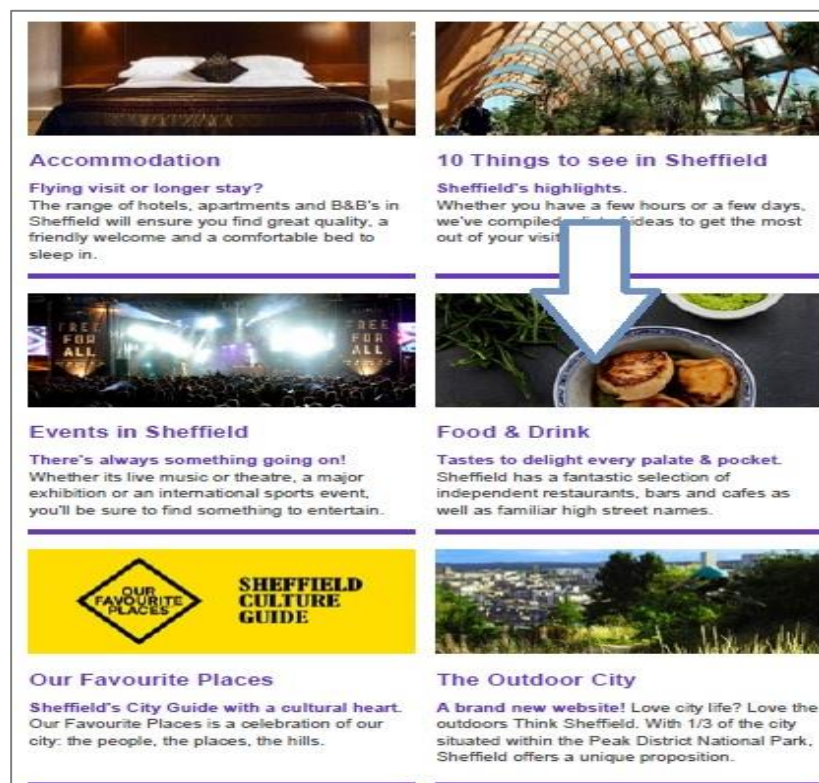 Accommodation
Flying visit or longer stay?
The range of hotels, apartments and B&B's in
Sheffield will ensure you find great quality, a
friendly welcome and a comfortable bed to
sleep in.
10 Things to see in Sheffield
Sheffield's highlights.
Whether you have a few hours or a few days,
we've compiled ideas to get the most
out of your visit
FREE
FOR
ALL
FREE
FOR
ALL
Events in Sheffield
There's always something going on!
Whether its live music or theatre, a major
exhibition or an international sports event,
you'll be sure to find something to entertain.
Food & Drink
Tastes to delight every palate & pocket.
Sheffield has a fantastic selection of
independent restaurants, bars and cafes as
well as familiar high street names.
OUR
FAVOURITE
PLACES
SHEFFIELD
CULTURE
GUIDE
Our Favourite Places
Sheffield's City Guide with a cultural heart.
Our Favourite Places is a celebration of our
city: the people, the places, the hills.
The Outdoor City
A brand new website! Love city life? Love the
outdoors Think Sheffield. With 1/3 of the city
situated within the Peak District National Park,
Sheffield offers a unique proposition.